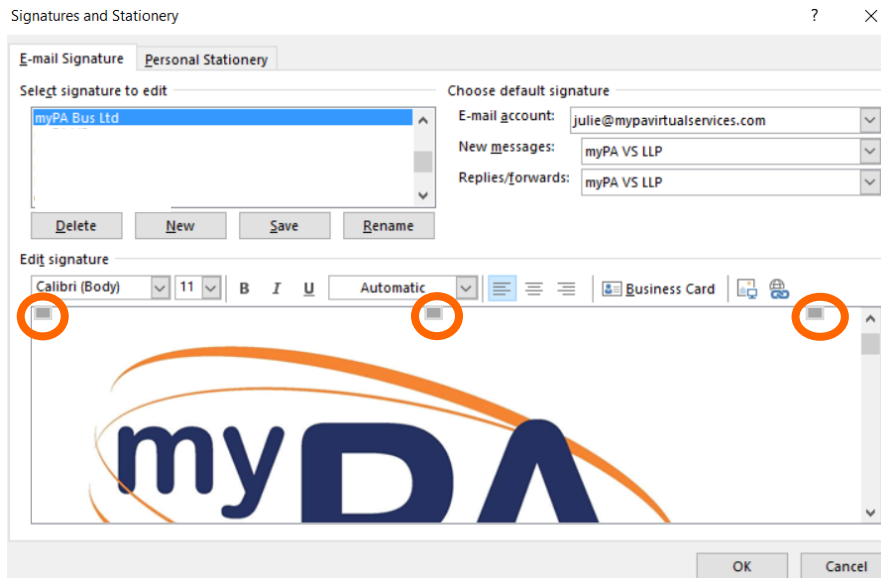 Signatures and Stationery ? ×
E-mail Signature Personal Stationery
Select signature to edit
myPA Bus Ltd
Delete New Save Rename
Choose default signature
E-mail account: julie@mypavirtualservices.com
New messages: myPA VS LLP
Replies/forwards: myPA VS LLP
Edit signature
Calibri (Body) 11 B I U Automatic Business Card
myPA
OK Cancel